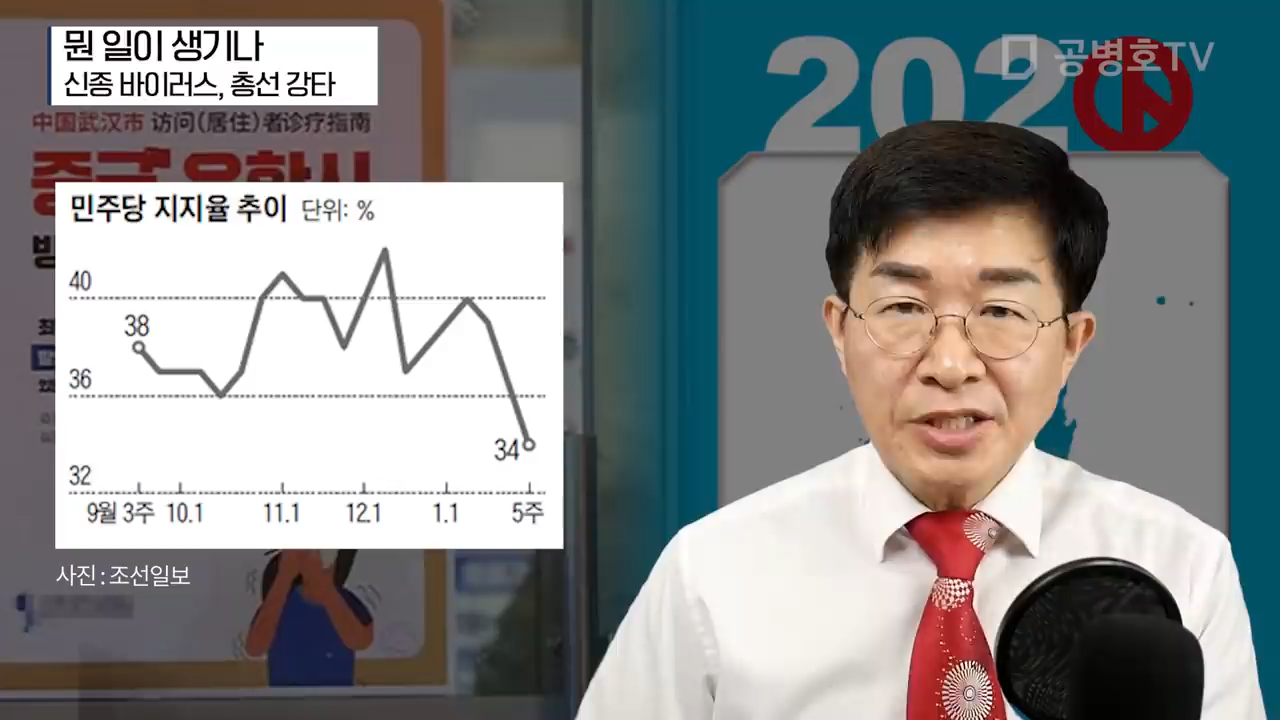 뭔 일이 생기나
신종 바이러스, 총선 강타
2020
공병호TV
中国武汉市 访问(居住)者诊疗指南
민주당 지지율 추이 단위: %
40
38
36
34
32
9월 3주 10.1 11.1 12.1 1.1 5주
사진 : 조선일보